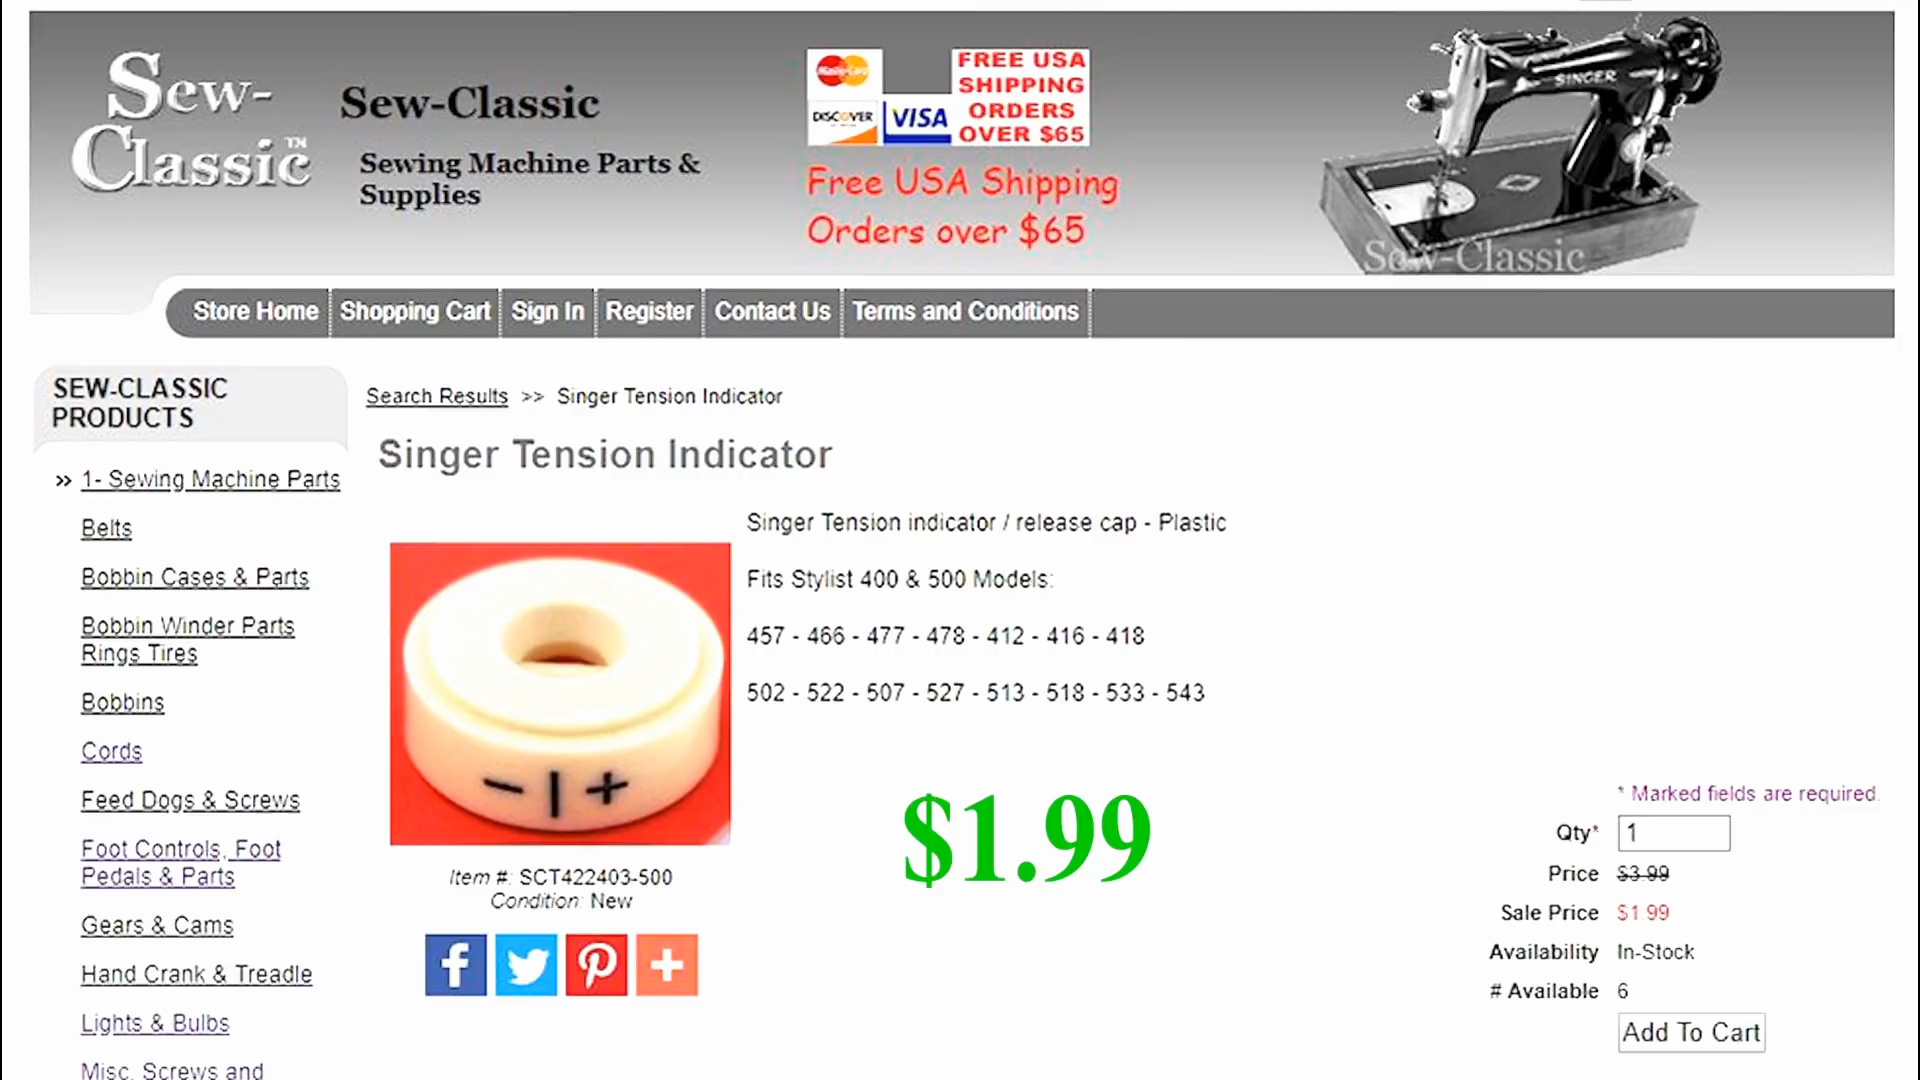 Sew-
Classic™
Sew-Classic
Sewing Machine Parts &
Supplies
MasterCard
DISCOVER
VISA
FREE USA
SHIPPING
ORDERS
OVER $65
Free USA Shipping
Orders over $65
SINGER
Sew-Classic
Store Home
Shopping Cart
Sign In
Register
Contact Us
Terms and Conditions
SEW-CLASSIC
PRODUCTS
» 1- Sewing Machine Parts
Belts
Bobbin Cases & Parts
Bobbin Winder Parts
Rings Tires
Bobbins
Cords
Feed Dogs & Screws
Foot Controls, Foot
Pedals & Parts
Gears & Cams
Hand Crank & Treadle
Lights & Bulbs
Misc. Screws and
Search Results >> Singer Tension Indicator
Singer Tension Indicator
Singer Tension indicator / release cap - Plastic
Fits Stylist 400 & 500 Models:
457 - 466 - 477 - 478 - 412 - 416 - 418
502 - 522 - 507 - 527 - 513 - 518 - 533 - 543
- | +
Item #: SCT422403-500
Condition: New
$1.99
* Marked fields are required.
Qty* 1
Price $3.99
Sale Price $1.99
Availability In-Stock
# Available 6
Add To Cart